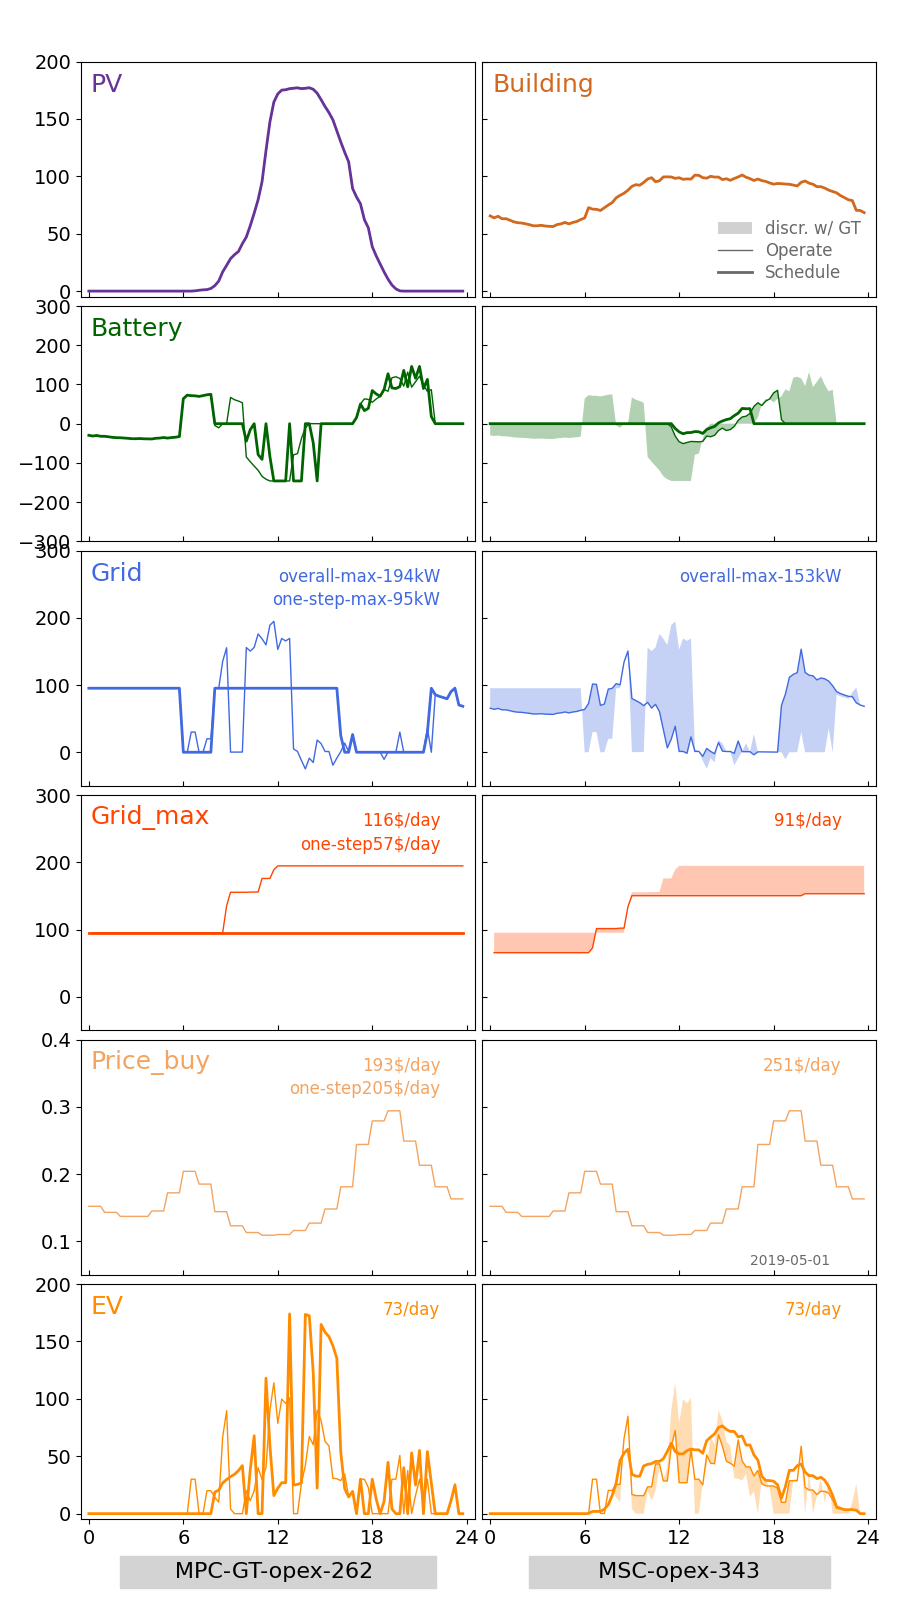 200
PV
Building
150
100
50
discr. w/ GT
Operate
Schedule
0
300
Battery
200
100
0
−100
−200
−300
300
Grid
overall-max-194kW
one-step-max-95kW
overall-max-153kW
200
100
0
300
Grid_max
116$/day
one-step57$/day
91$/day
200
100
0
0.4
Price_buy
193$/day
one-step205$/day
251$/day
0.3
0.2
0.1
2019-05-01
200
EV
73/day
73/day
150
100
50
0
0 6 12 18 24 0 6 12 18 24
MPC-GT-opex-262
MSC-opex-343